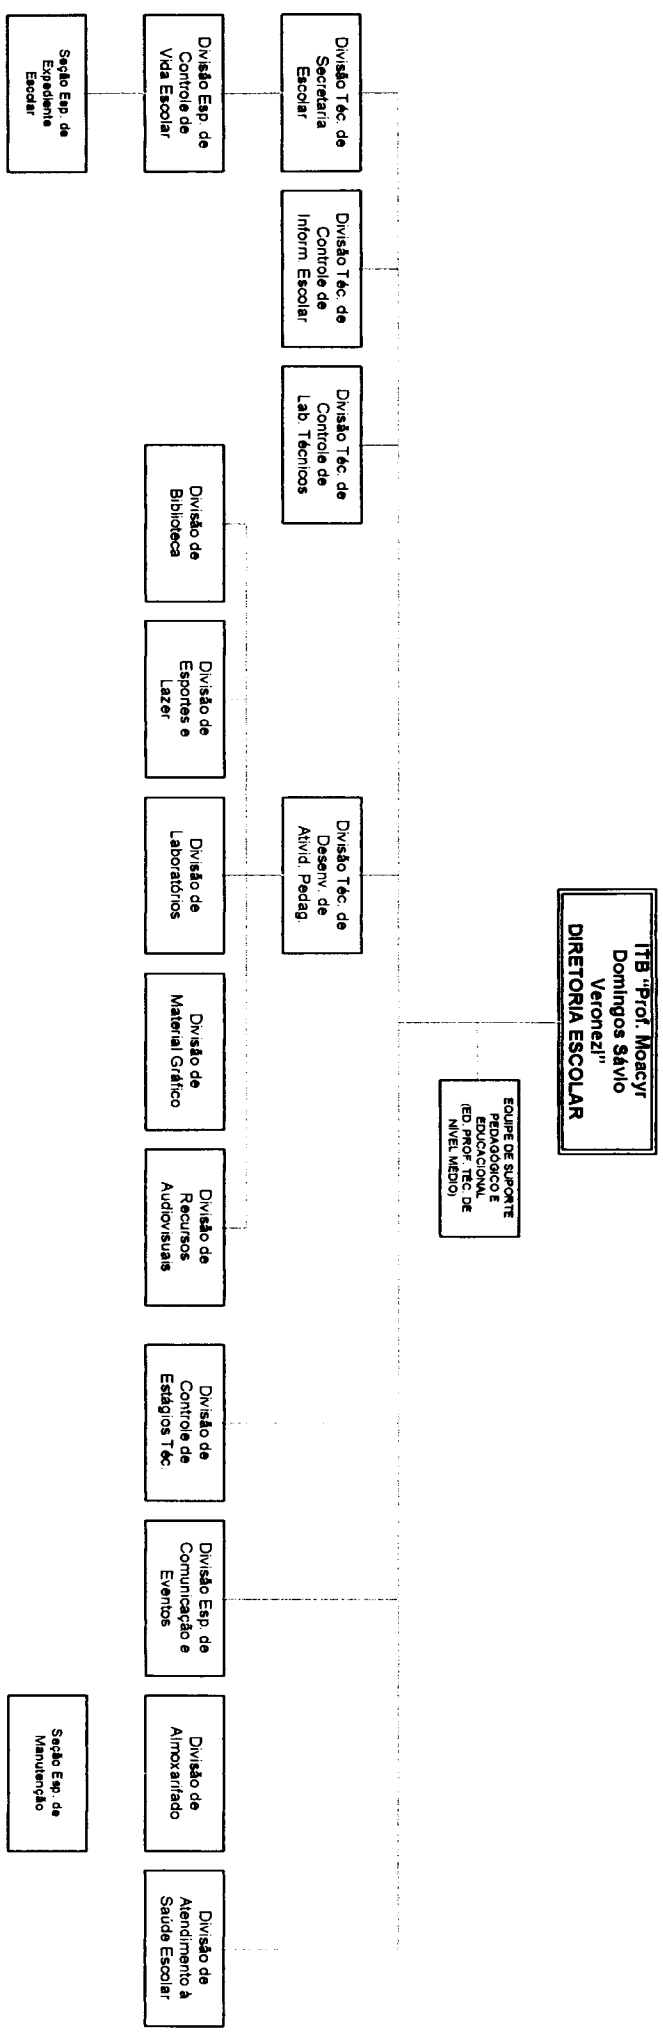 ITB "Prof. Moacyr
Domingos Sávio
Veronezi"
DIRETORIA ESCOLAR
EQUIPE DE SUPORTE
PEDAGÓGICO E
EDUCACIONAL
(ED. PROF. TÉC. DE
NÍVEL MÉDIO)
Divisão Téc. de
Secretaria
Escolar
Divisão Téc. de
Controle de
Inform. Escolar
Divisão Téc. de
Controle de
Lab. Técnicos
Divisão Téc. de
Desenv. de
Ativid. Pedag.
Divisão Esp. de
Controle de
Vida Escolar
Divisão de
Biblioteca
Divisão de
Esportes e
Lazer
Divisão de
Laboratórios
Divisão de
Material Gráfico
Divisão de
Recursos
Audiovisuais
Divisão de
Controle de
Estágios Téc.
Divisão Esp. de
Comunicação e
Eventos
Divisão de
Almoxarifado
Divisão de
Atendimento à
Saúde Escolar
Seção Esp. de
Expediente
Escolar
Seção Esp. de
Manutenção